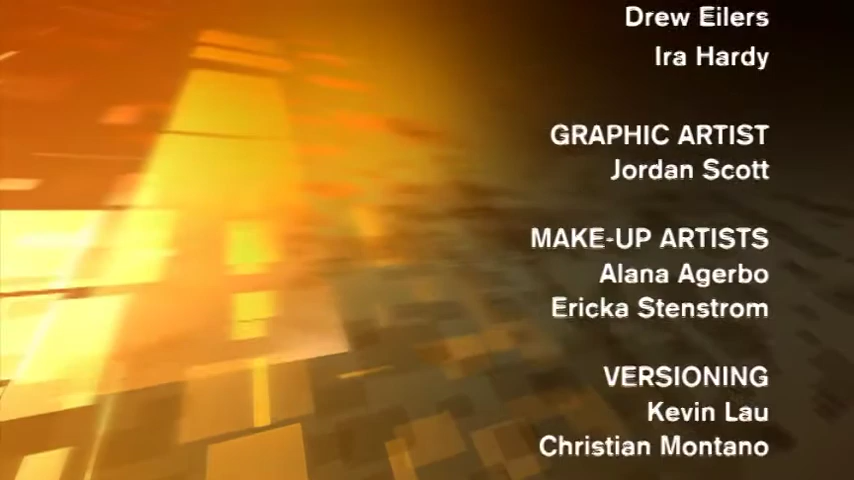 Drew Eilers
Ira Hardy
GRAPHIC ARTIST
Jordan Scott
MAKE-UP ARTISTS
Alana Agerbo
Ericka Stenstrom
VERSIONING
Kevin Lau
Christian Montano